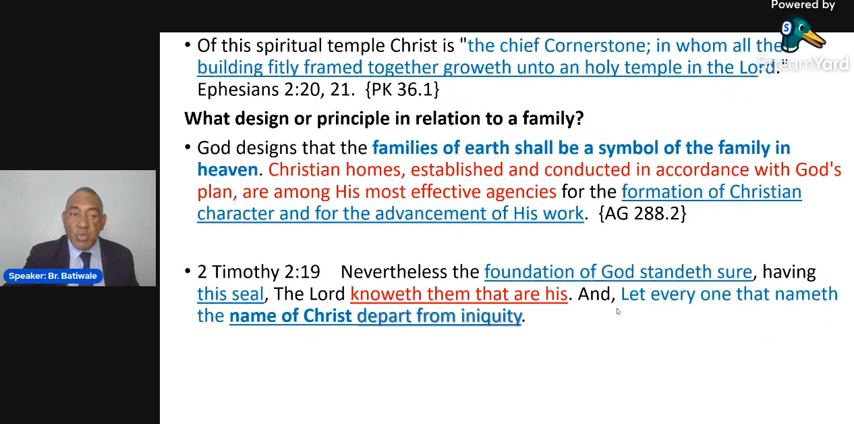 Powered by
StreamYard
• Of this spiritual temple Christ is "the chief Cornerstone; in whom all the
building fitly framed together groweth unto an holy temple in the Lord."
Ephesians 2:20, 21. {PK 36.1}
What design or principle in relation to a family?
• God designs that the families of earth shall be a symbol of the family in
heaven. Christian homes, established and conducted in accordance with God's
plan, are among His most effective agencies for the formation of Christian
character and for the advancement of His work. {AG 288.2}
Speaker: Br. Batiwale
• 2 Timothy 2:19 Nevertheless the foundation of God standeth sure, having
this seal, The Lord knoweth them that are his. And, Let every one that nameth
the name of Christ depart from iniquity.